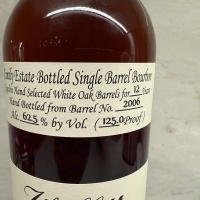 Family Estate Bottled Single Barrel Bourbon
Hand Selected White Oak Barrels for 12 Years
Hand Bottled from Barrel No. 2006
Alc. 62.5 % by Vol. (125.0 Proof)